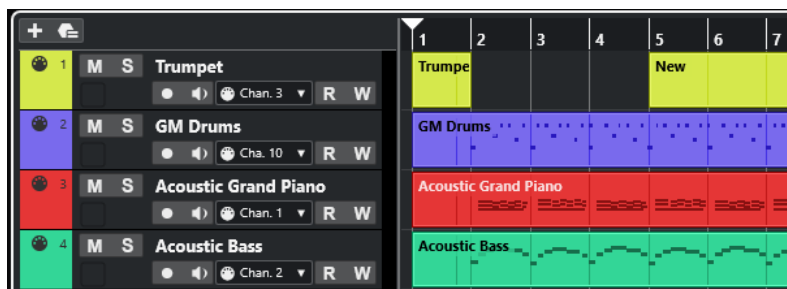 1 2 3 4 5 6 7
1 M S Trumpet
Chan. 3 R W
Trumpe New
2 M S GM Drums
Cha. 10 R W
GM Drums
3 M S Acoustic Grand Piano
Chan. 1 R W
Acoustic Grand Piano
4 M S Acoustic Bass
Chan. 2 R W
Acoustic Bass